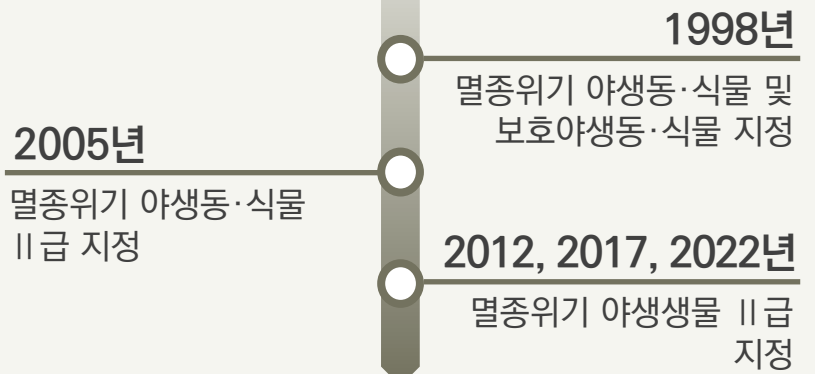 1998년
멸종위기 야생동·식물 및
보호야생동·식물 지정
2005년
멸종위기 야생동·식물
Ⅱ급 지정
2012, 2017, 2022년
멸종위기 야생생물 Ⅱ급
지정